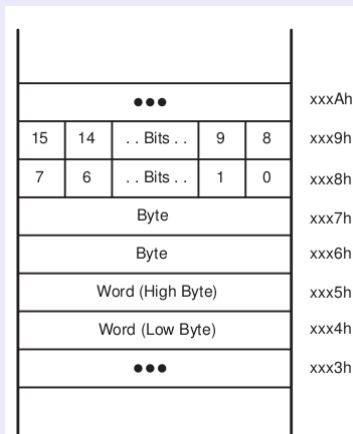 ●●● xxxAh
15 14 . . Bits . . 9 8 xxx9h
7 6 . . Bits . . 1 0 xxx8h
Byte xxx7h
Byte xxx6h
Word (High Byte) xxx5h
Word (Low Byte) xxx4h
●●● xxx3h